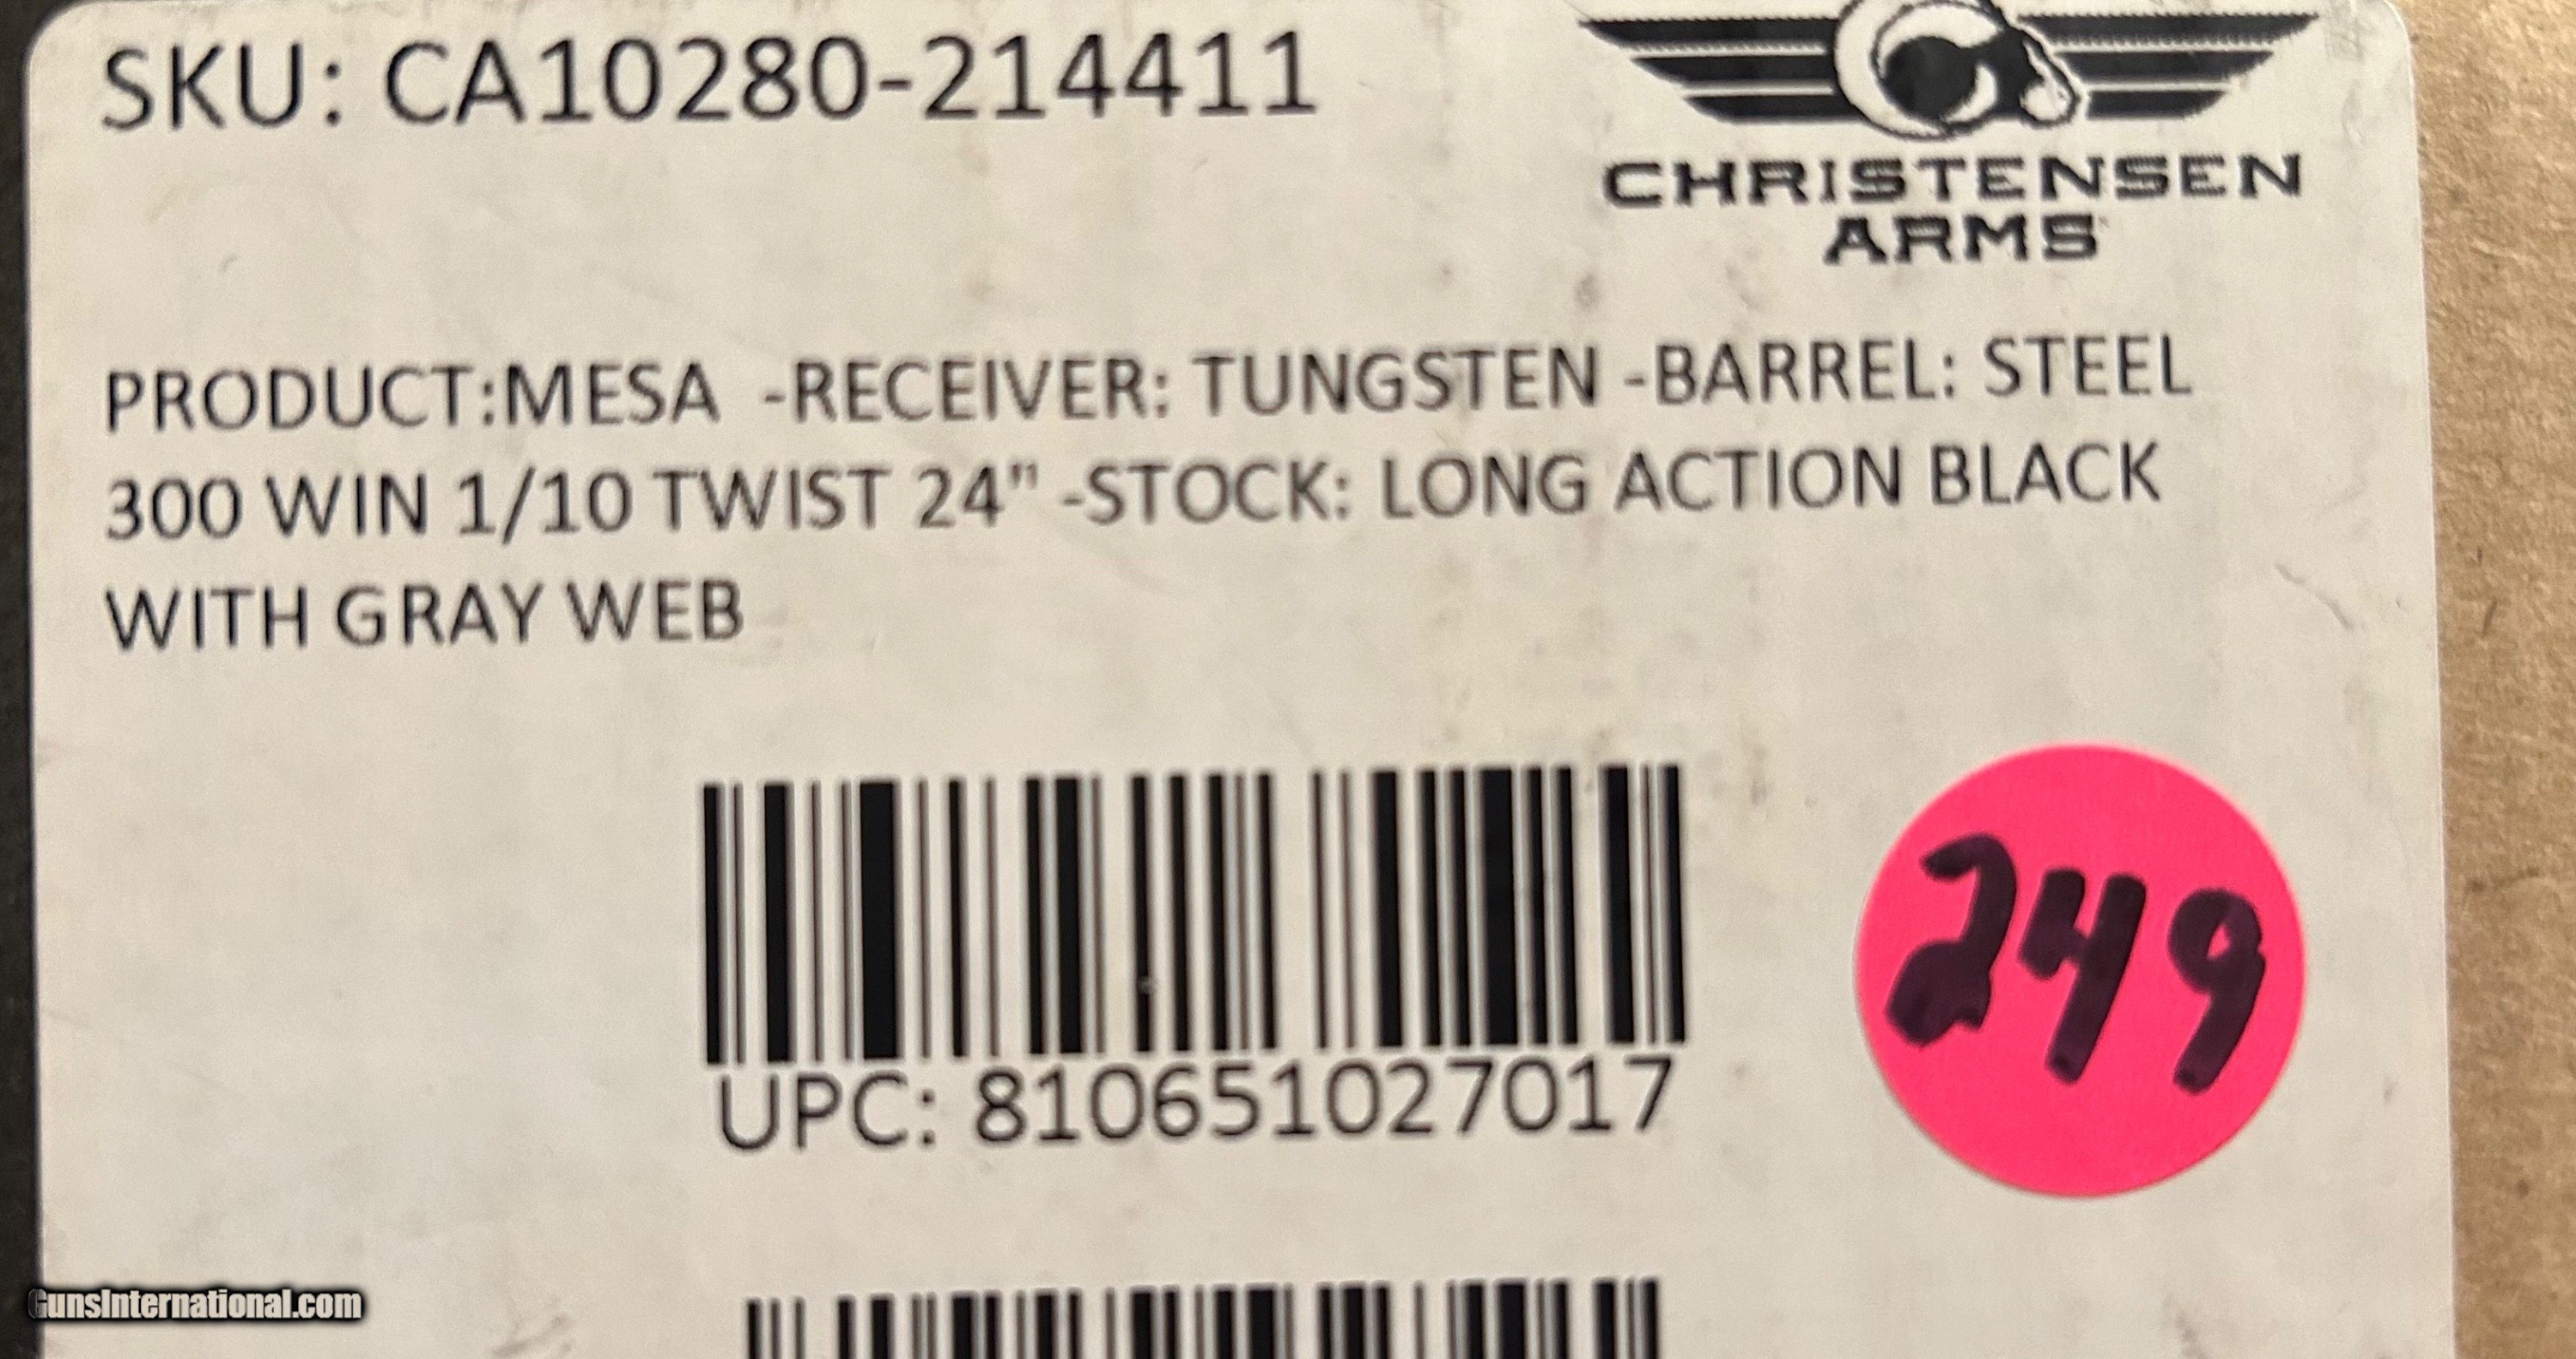 SKU: CA10280-214411
CHRISTENSEN
ARMS
PRODUCT:MESA -RECEIVER: TUNGSTEN -BARREL: STEEL
300 WIN 1/10 TWIST 24" -STOCK: LONG ACTION BLACK
WITH GRAY WEB
249
UPC: 810651027017
GunsInternational.com